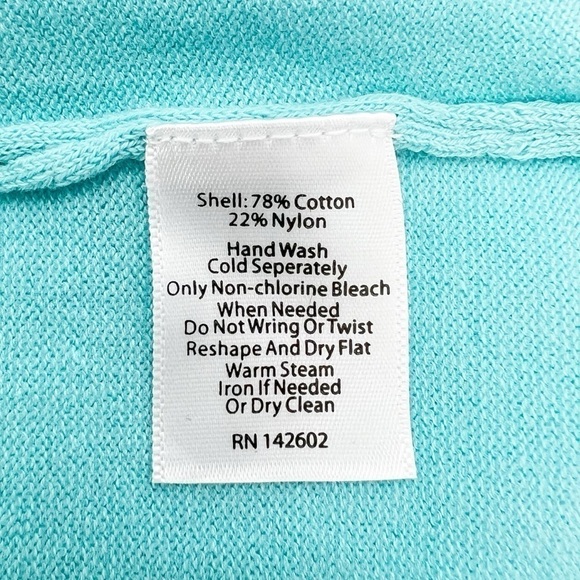 Shell: 78% Cotton
22% Nylon
Hand Wash
Cold Seperately
Only Non-chlorine Bleach
When Needed
Do Not Wring Or Twist
Reshape And Dry Flat
Warm Steam
Iron If Needed
Or Dry Clean
RN 142602